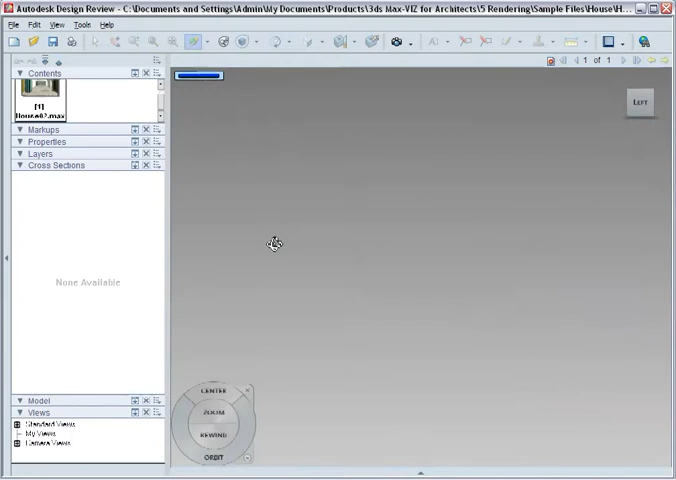 Autodesk Design Review - C:\Documents and Settings\Admin\My Documents\Products\3ds Max-VIZ for Architects\5 Rendering\Sample Files\House\H...
File Edit View Tools Help
1 of 1
Contents
[1]
House02.max
LEFT
Markups
Properties
Layers
Cross Sections
None Available
CENTER
ZOOM
REWIND
ORBIT
Model
Views
Standard Views
My Views
Camera Views